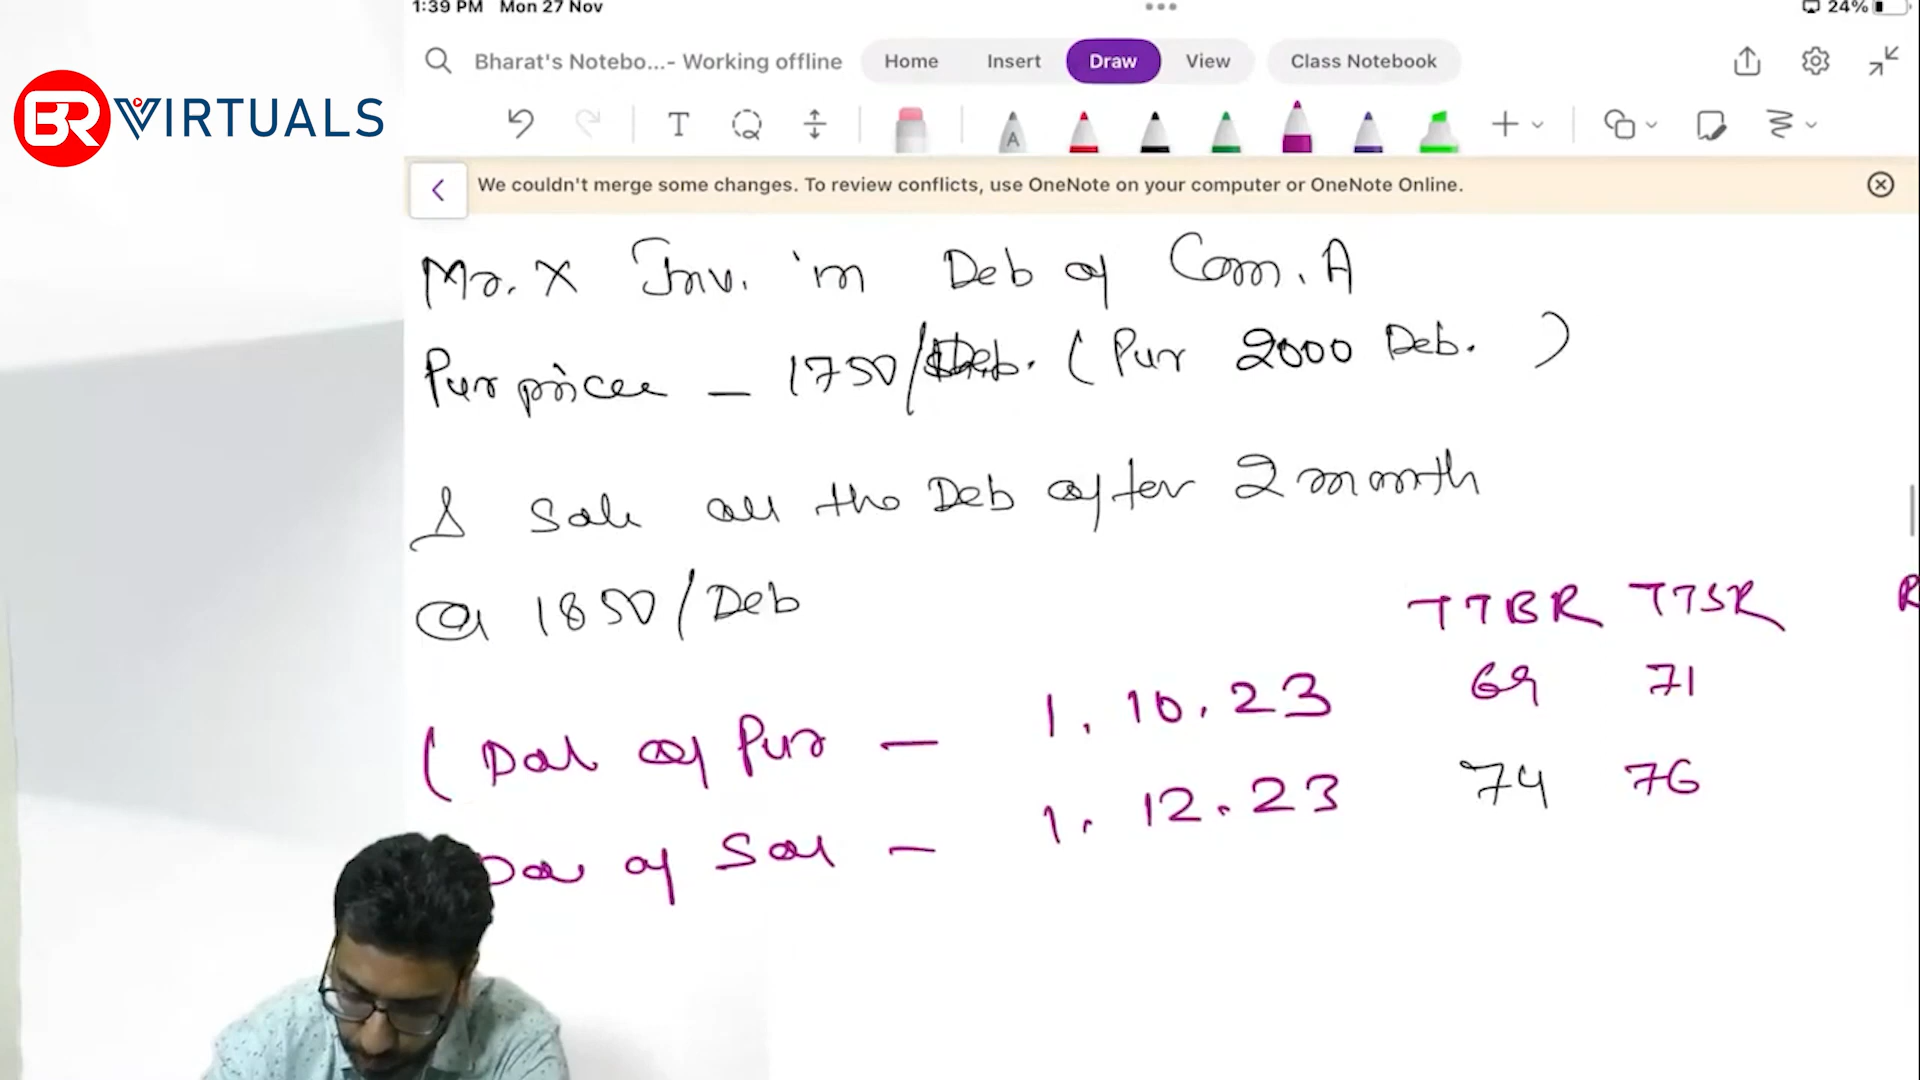 1:39 PM Mon 27 Nov
24%
BR VIRTUALS
Bharat's Notebo...- Working offline Home Insert Draw View Class Notebook
T A
We couldn't merge some changes. To review conflicts, use OneNote on your computer or OneNote Online.
Mr. X Inv. in Deb of Com. A
Pur price - 1750/Deb. (Pur 2000 Deb. )
& Sale all the Deb after 2 month
@ 1850/Deb
TTBR TTSR R
(Dat of Pur - 1.10.23 69 71
Dat of Sal - 1.12.23 74 76